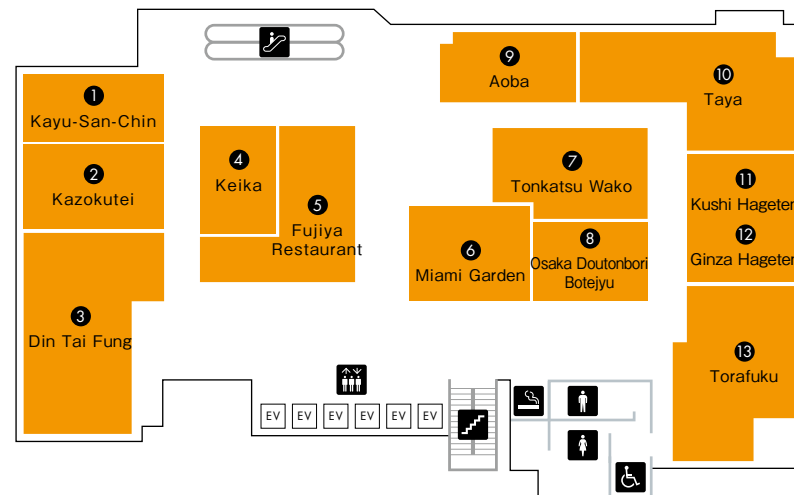 1
Kayu-San-Chin
2
Kazokutei
3
Din Tai Fung
4
Keika
5
Fujiya
Restaurant
6
Miami Garden
7
Tonkatsu Wako
8
Osaka Doutonbori
Botejyu
9
Aoba
10
Taya
11
Kushi Hageten
12
Ginza Hageten
13
Torafuku
EV EV EV EV EV EV